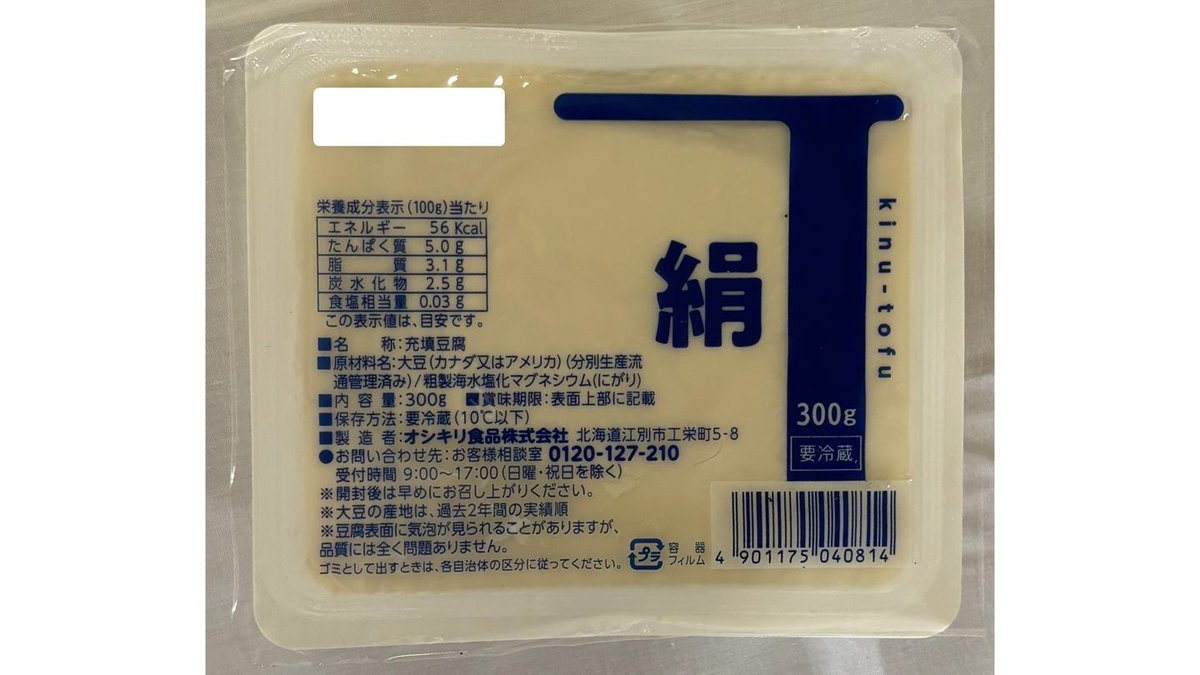 栄養成分表示(100g)当たり
エネルギー 56 Kcal
たんぱく質 5.0 g
脂 質 3.1 g
炭水化物 2.5 g
食塩相当量 0.03 g
この表示値は、目安です。
■名 称:充填豆腐
■原材料名:大豆(カナダ又はアメリカ)(分別生産流
通管理済み)/粗製海水塩化マグネシウム(にがり)
■内容量:300g ■賞味期限:表面上部に記載
■保存方法:要冷蔵(10℃以下)
■製造者:オシキリ食品株式会社 北海道江別市工栄町5-8
●お問い合わせ先:お客様相談室 0120-127-210
受付時間 9:00〜17:00(日曜・祝日を除く)
※開封後は早めにお召し上がりください。
※大豆の産地は、過去2年間の実績順
※豆腐表面に気泡が見られることがありますが、
品質には全く問題ありません。
ゴミとして出すときは、各自治体の区分に従ってください。
プラ
容器
フィルム
絹
kinu-tofu
300g
要冷蔵
4 901175 040814